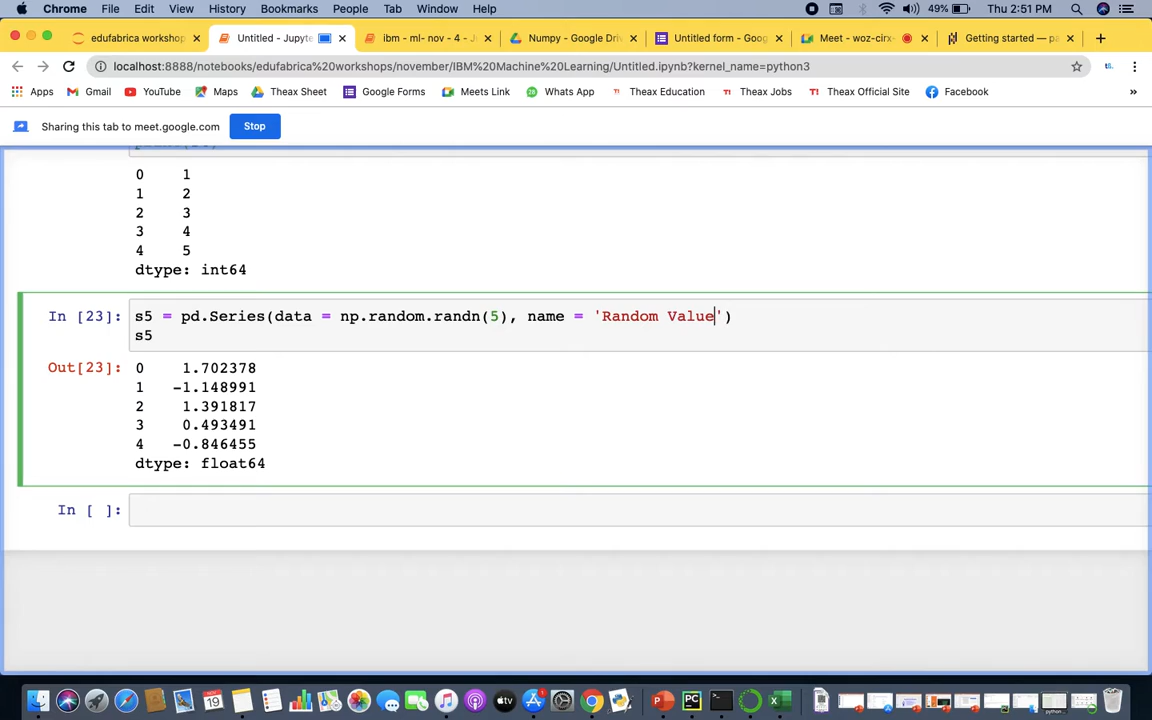 Chrome File Edit View History Bookmarks People Tab Window Help 49% Thu 2:51 PM
edufabrica workshop Untitled - Jupyte ibm - ml- nov - 4 - J Numpy - Google Dri Untitled form - Goog Meet - woz-cirx- Getting started — pa
localhost:8888/notebooks/edufabrica%20workshops/november/IBM%20Machine%20Learning/Untitled.ipynb?kernel_name=python3
Apps Gmail YouTube Maps Theax Sheet Google Forms Meets Link Whats App Theax Education Theax Jobs Theax Official Site Facebook »
Sharing this tab to meet.google.com Stop
0 1
1 2
2 3
3 4
4 5
dtype: int64
In [23]: s5 = pd.Series(data = np.random.randn(5), name = 'Random Value')
s5
Out[23]: 0 1.702378
1 -1.148991
2 1.391817
3 0.493491
4 -0.846455
dtype: float64
In [ ]: